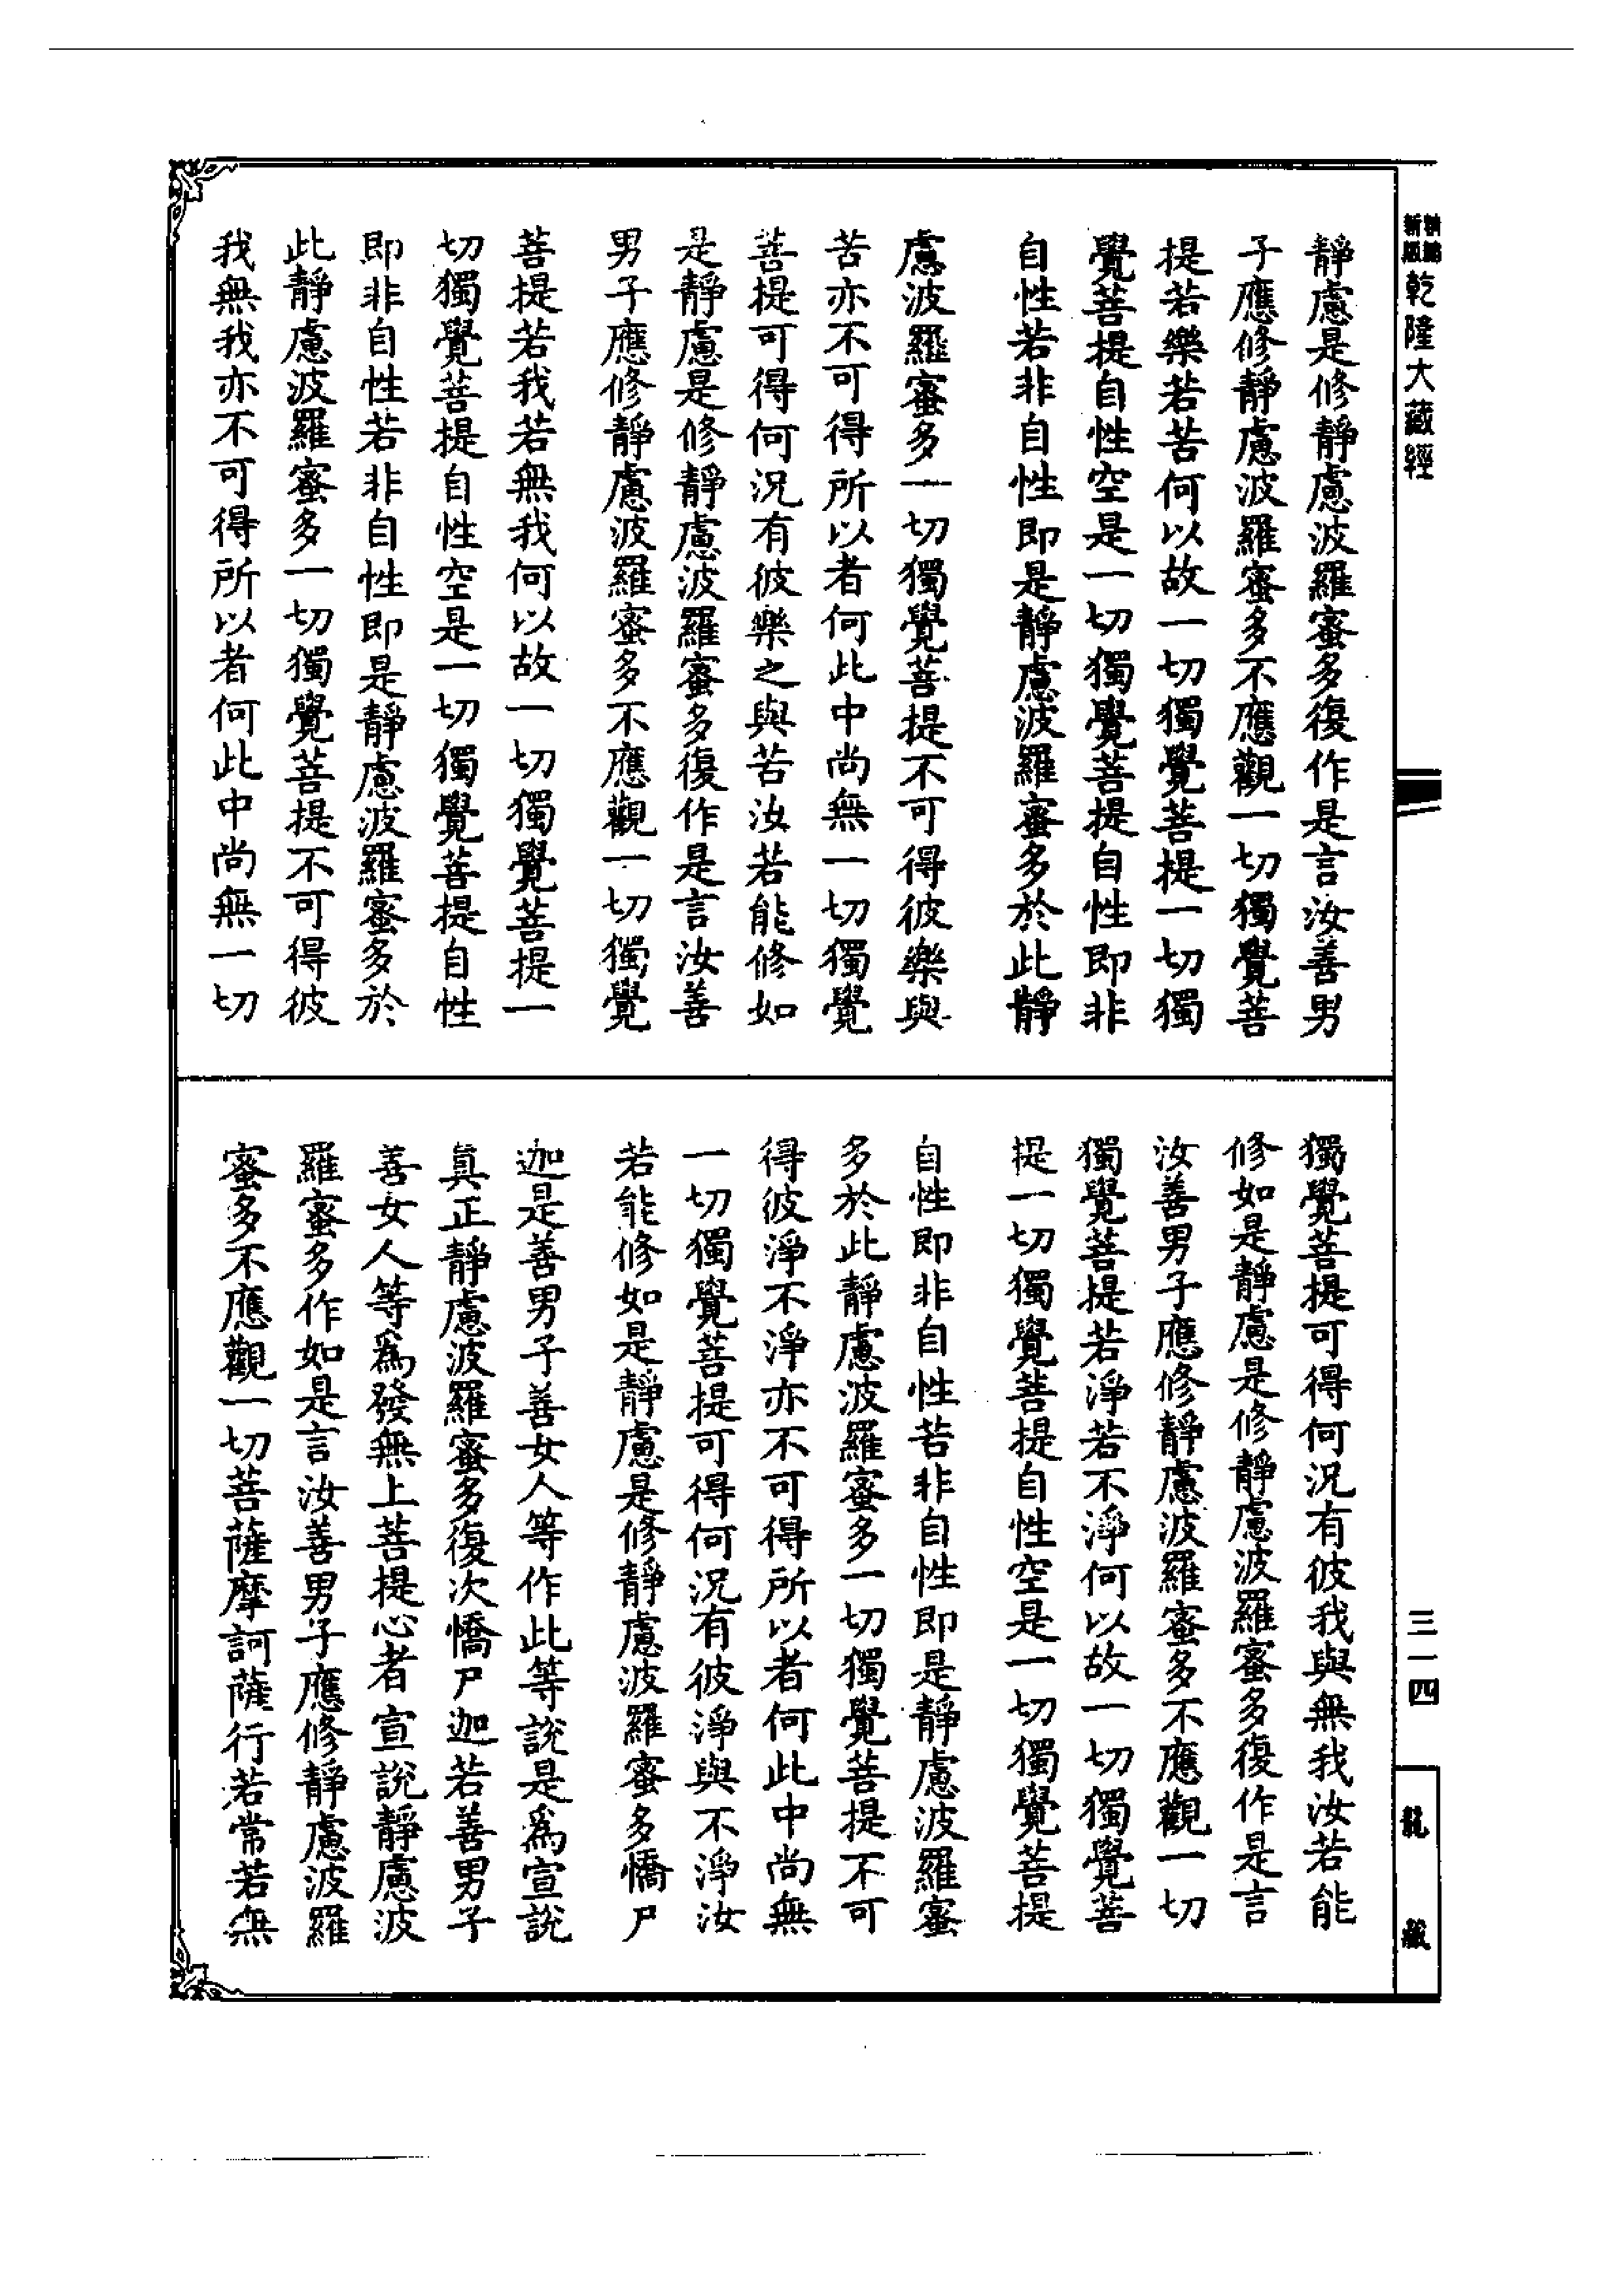 新編
新版
乾隆大藏經
靜慮是修靜慮波羅蜜多復作是言汝善男
子應修靜慮波羅蜜多不應觀一切獨覺菩
提若樂若苦何以故一切獨覺菩提一切獨
覺菩提自性空是一切獨覺菩提自性即非
自性若非自性即是靜慮波羅蜜多於此靜
慮波羅蜜多一切獨覺菩提不可得彼樂與
苦亦不可得所以者何此中尚無一切獨覺
菩提可得何況有彼樂之與苦汝若能修如
是靜慮是修靜慮波羅蜜多復作是言汝善
男子應修靜慮波羅蜜多不應觀一切獨覺
菩提若我若無我何以故一切獨覺菩提一
切獨覺菩提自性空是一切獨覺菩提自性
即非自性若非自性即是靜慮波羅蜜多於
此靜慮波羅蜜多一切獨覺菩提不可得彼
我無我亦不可得所以者何此中尚無一切
獨覺菩提可得何況有彼我與無我汝若能
修如是靜慮是修靜慮波羅蜜多復作是言
汝善男子應修靜慮波羅蜜多不應觀一切
獨覺菩提若淨若不淨何以故一切獨覺菩
提一切獨覺菩提自性空是一切獨覺菩提
自性即非自性若非自性即是靜慮波羅蜜
多於此靜慮波羅蜜多一切獨覺菩提不可
得彼淨不淨亦不可得所以者何此中尚無
一切獨覺菩提可得何況有彼淨與不淨汝
若能修如是靜慮是修靜慮波羅蜜多憍尸
迦是善男子善女人等作此等說是為宣說
真正靜慮波羅蜜多復次憍尸迦若善男子
善女人等為發無上菩提心者宣說靜慮波
羅蜜多作如是言汝善男子應修靜慮波羅
蜜多不應觀一切菩薩摩訶薩行若常若無
三一四
龍藏